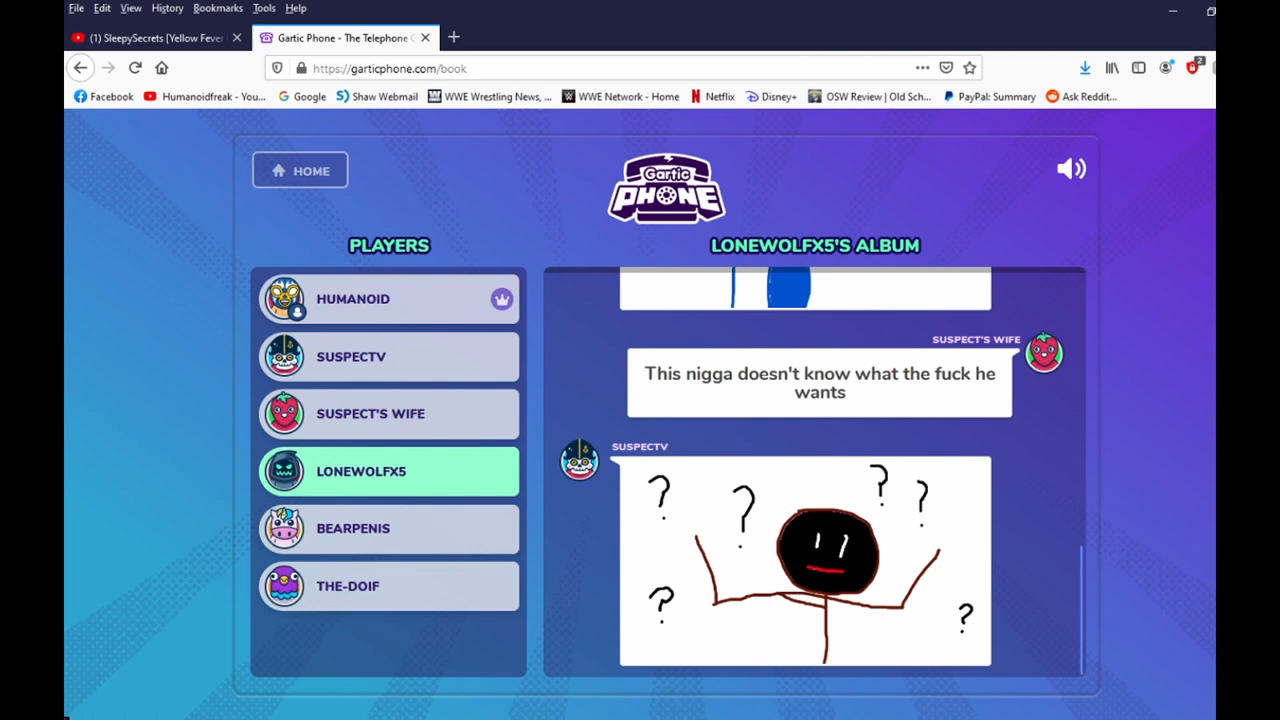 File Edit View History Bookmarks Tools Help
(1) SleepySecrets [Yellow Fever
Gartic Phone - The Telephone G
https://garticphone.com/book
Facebook
Humanoidfreak - You...
Google
Shaw Webmail
WWE Wrestling News, ...
WWE Network - Home
Netflix
Disney+
OSW Review | Old Sch...
PayPal: Summary
Ask Reddit...
2
HOME
Gartic
PHONE
PLAYERS
LONEWOLFX5'S ALBUM
HUMANOID
SUSPECTV
SUSPECT'S WIFE
LONEWOLFX5
BEARPENIS
THE-DOIF
SUSPECT'S WIFE
This nigga doesn't know what the fuck he
wants
SUSPECTV
? ? ? ?
? ?